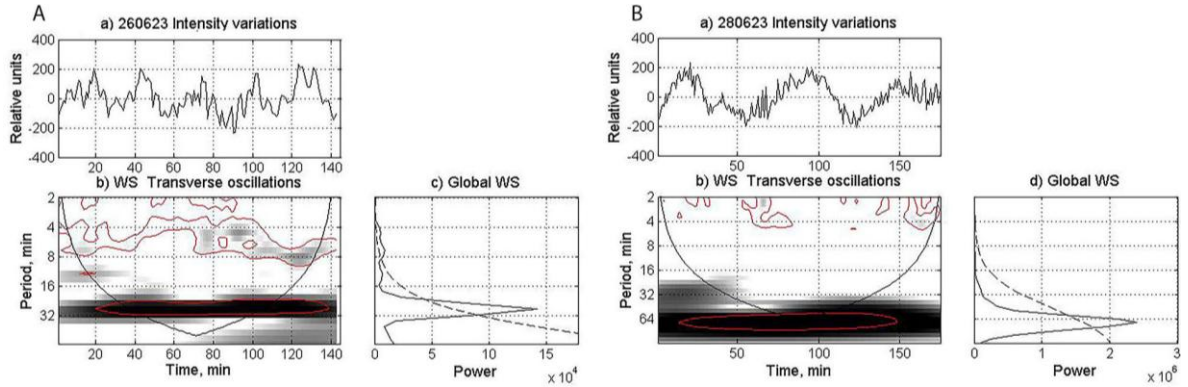 A
a) 260623 Intensity variations
Relative units
400
200
0
-200
-400
20 40 60 80 100 120 140
b) WS Transverse oscillations
Period, min
2
4
8
16
32
20 40 60 80 100 120 140
Time, min
c) Global WS
0 5 10 15
Power
x 10⁴
B
a) 280623 Intensity variations
Relative units
400
200
0
-200
-400
50 100 150
b) WS Transverse oscillations
Period, min
2
4
8
16
32
64
50 100 150
Time, min
d) Global WS
0 1 2 3
Power
x 10⁶